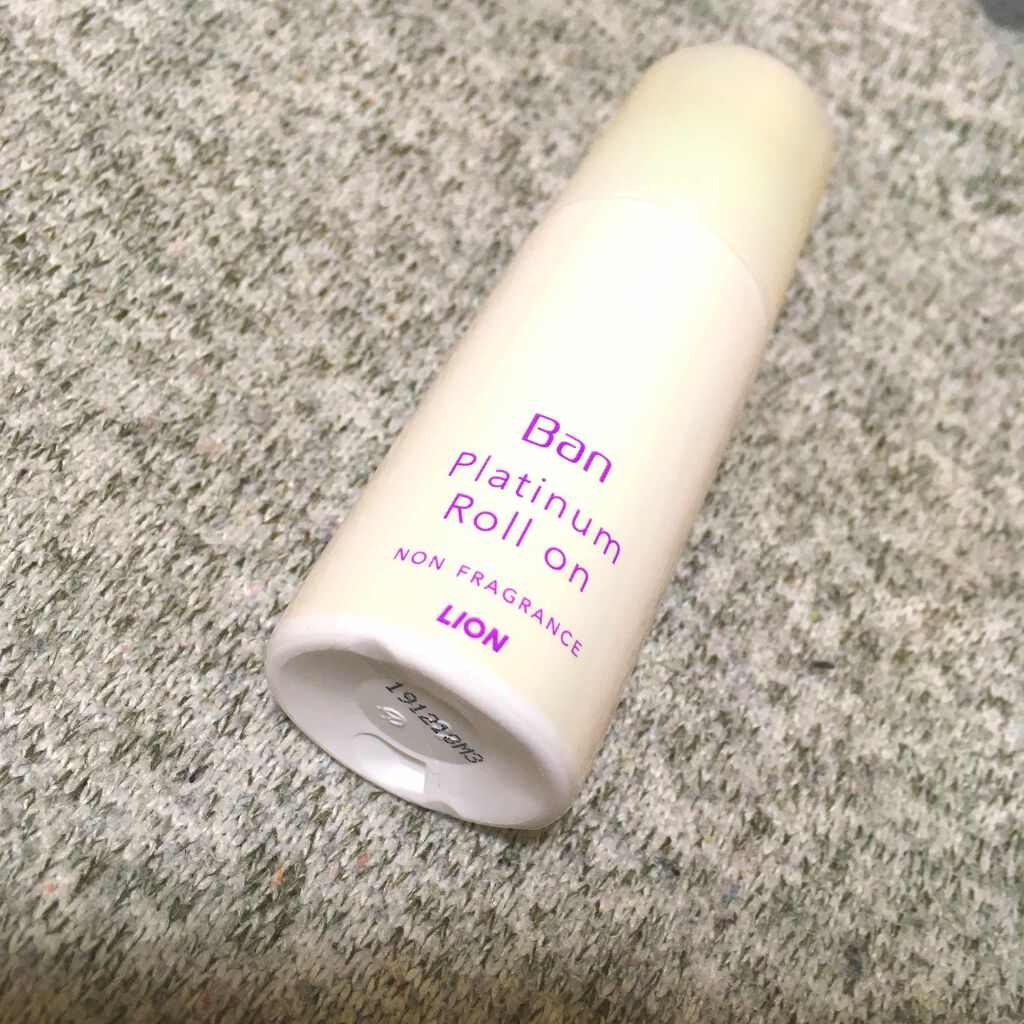 Ban
Platinum
Roll on
NON FRAGRANCE
LION